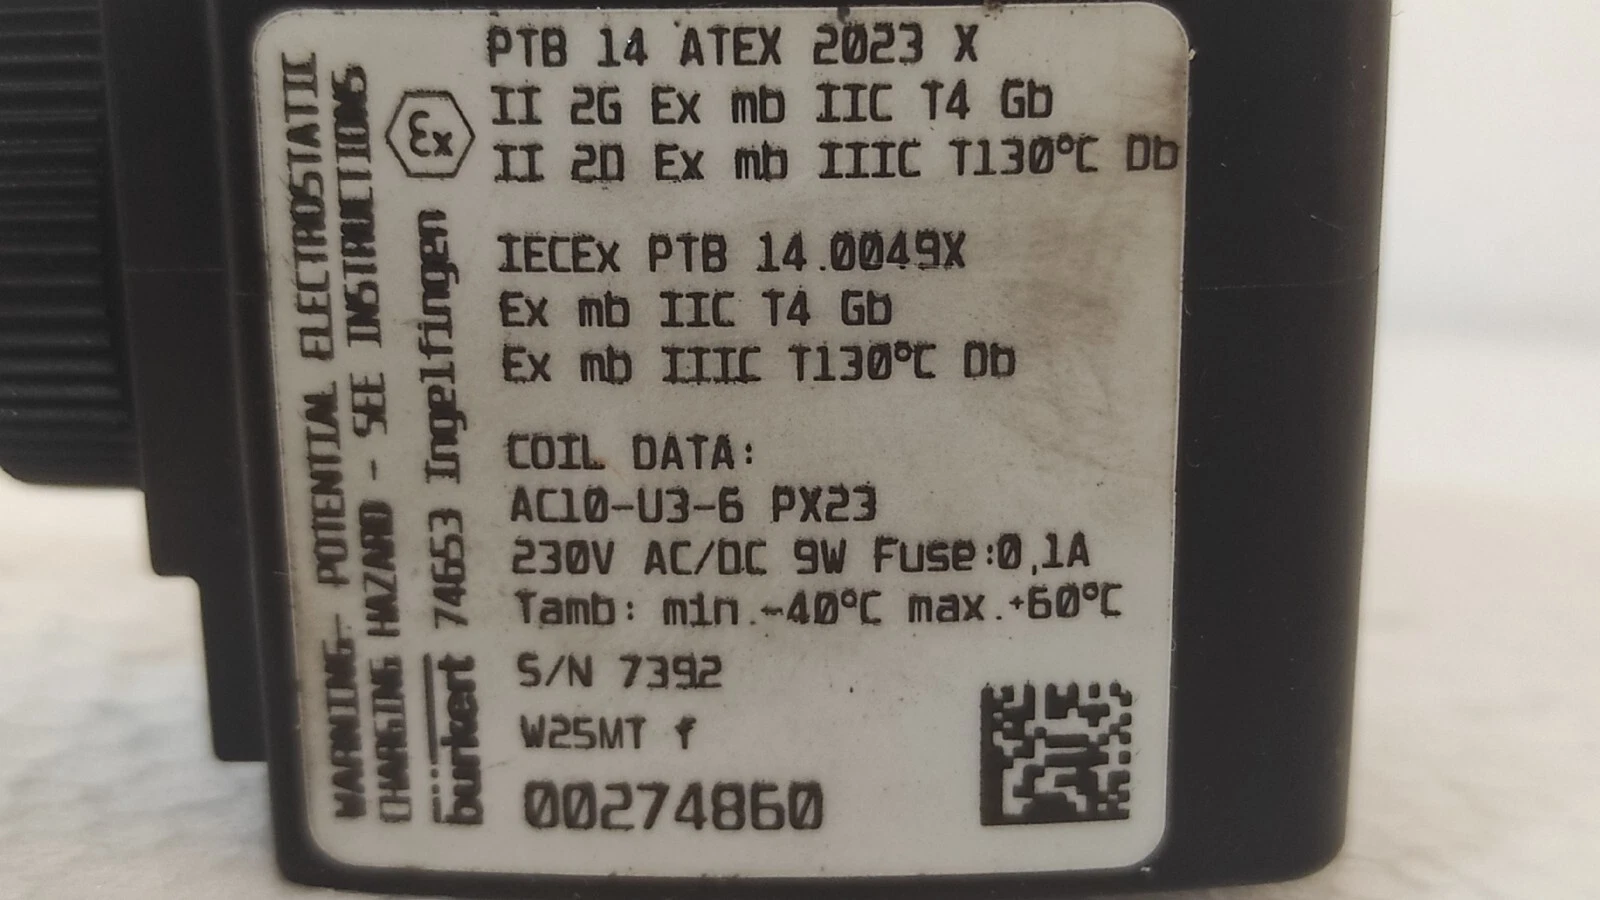 PTB 14 ATEX 2023 X
II 2G Ex mb IIC T4 Gb
II 2D Ex mb IIIC T130°C Db
IECEx PTB 14.0049X
Ex mb IIC T4 Gb
Ex mb IIIC T130°C Db
COIL DATA:
AC10-U3-6 PX23
230V AC/DC 9W Fuse:0,1A
Tamb: min.-40°C max.+60°C
S/N 7392
W25MT f
00274860
WARNING- POTENTIAL ELECTROSTATIC
CHARGING HAZARD - SEE INSTRUCTIONS
bürkert 74653 Ingelfingen
Ex